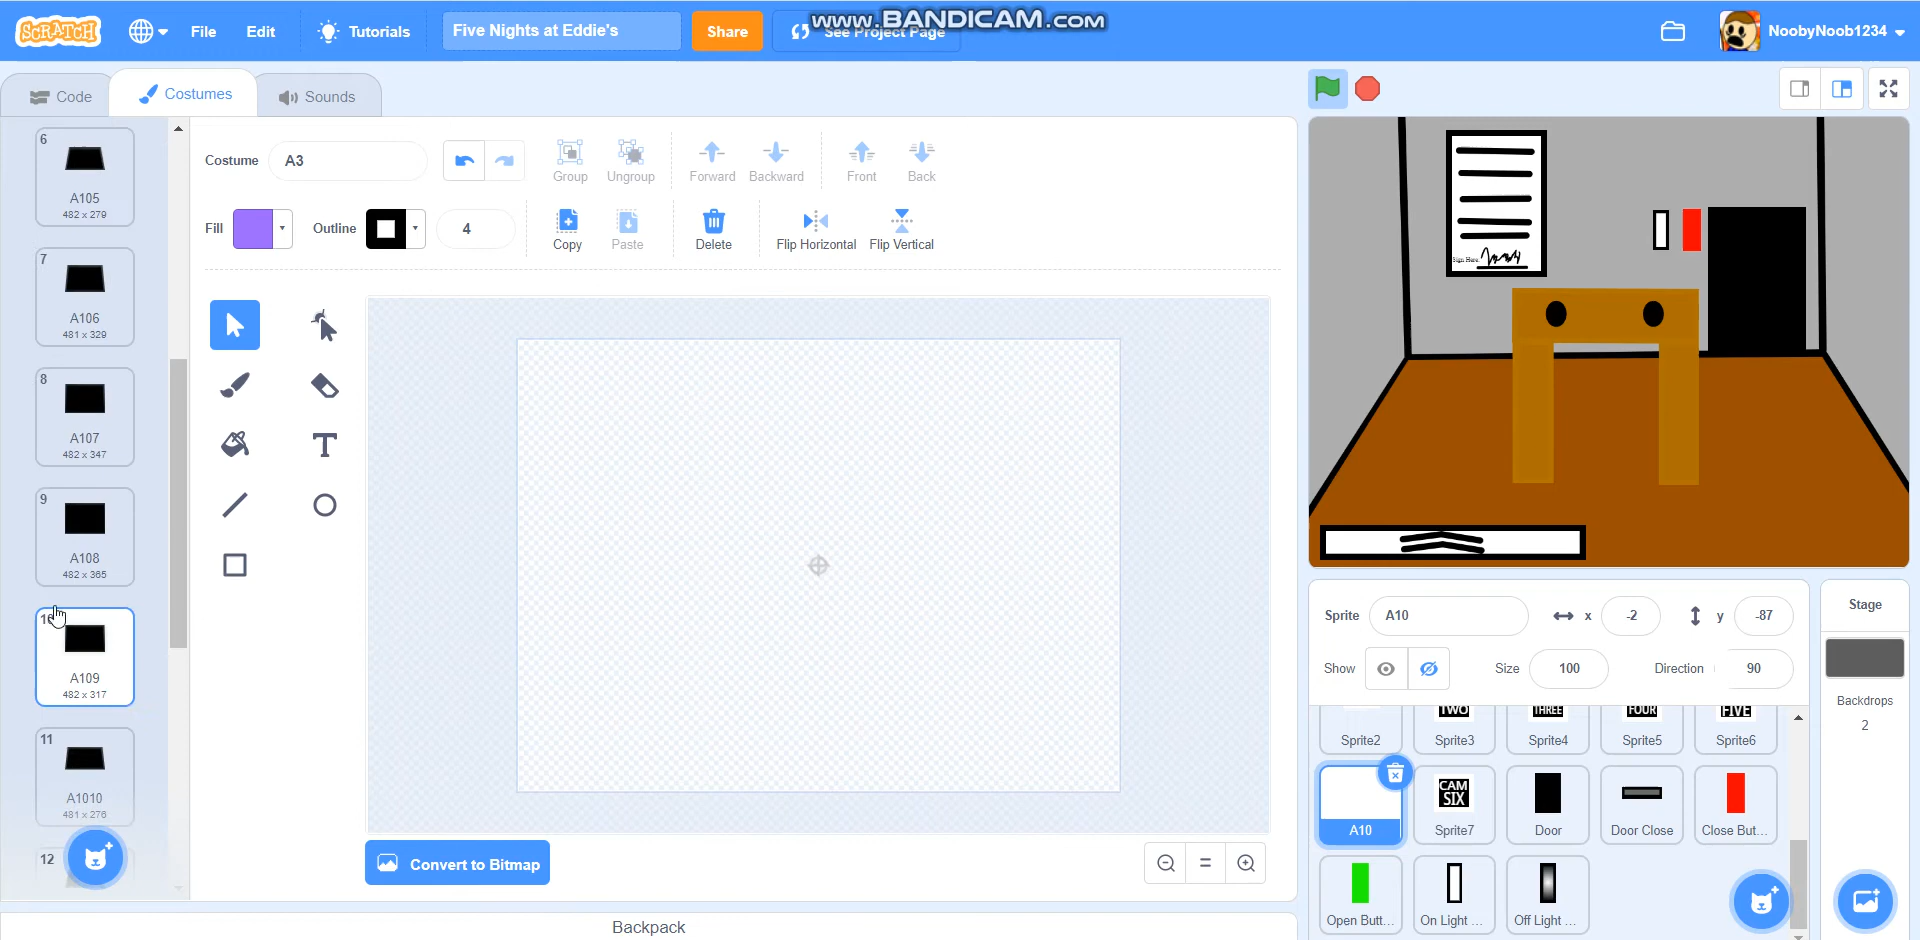 SCRATCH
File
Edit
Tutorials
Five Nights at Eddie's
Share
See Project Page
www.BANDICAM.COM
NoobyNoob1234
Code
Costumes
Sounds
6
A105
482 x 279
7
A106
481 x 329
8
A107
482 x 347
9
A108
482 x 365
10
A109
482 x 317
11
A1010
481 x 276
12
Costume
A3
Group
Ungroup
Forward
Backward
Front
Back
Fill
Outline
4
Copy
Paste
Delete
Flip Horizontal
Flip Vertical
T
Convert to Bitmap
Backpack
Sign Here:
Sprite
A10
x
-2
y
-87
Show
Size
100
Direction
90
Stage
Backdrops
2
TWO
THREE
FOUR
FIVE
Sprite2
Sprite3
Sprite4
Sprite5
Sprite6
CAM
SIX
A10
Sprite7
Door
Door Close
Close But...
Open Butt...
On Light ...
Off Light ...